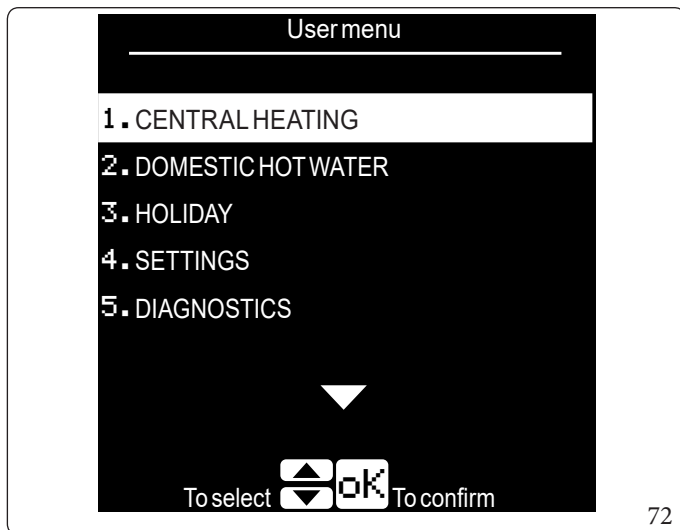 User menu
1. CENTRAL HEATING
2. DOMESTIC HOT WATER
3. HOLIDAY
4. SETTINGS
5. DIAGNOSTICS
To select oK To confirm
72